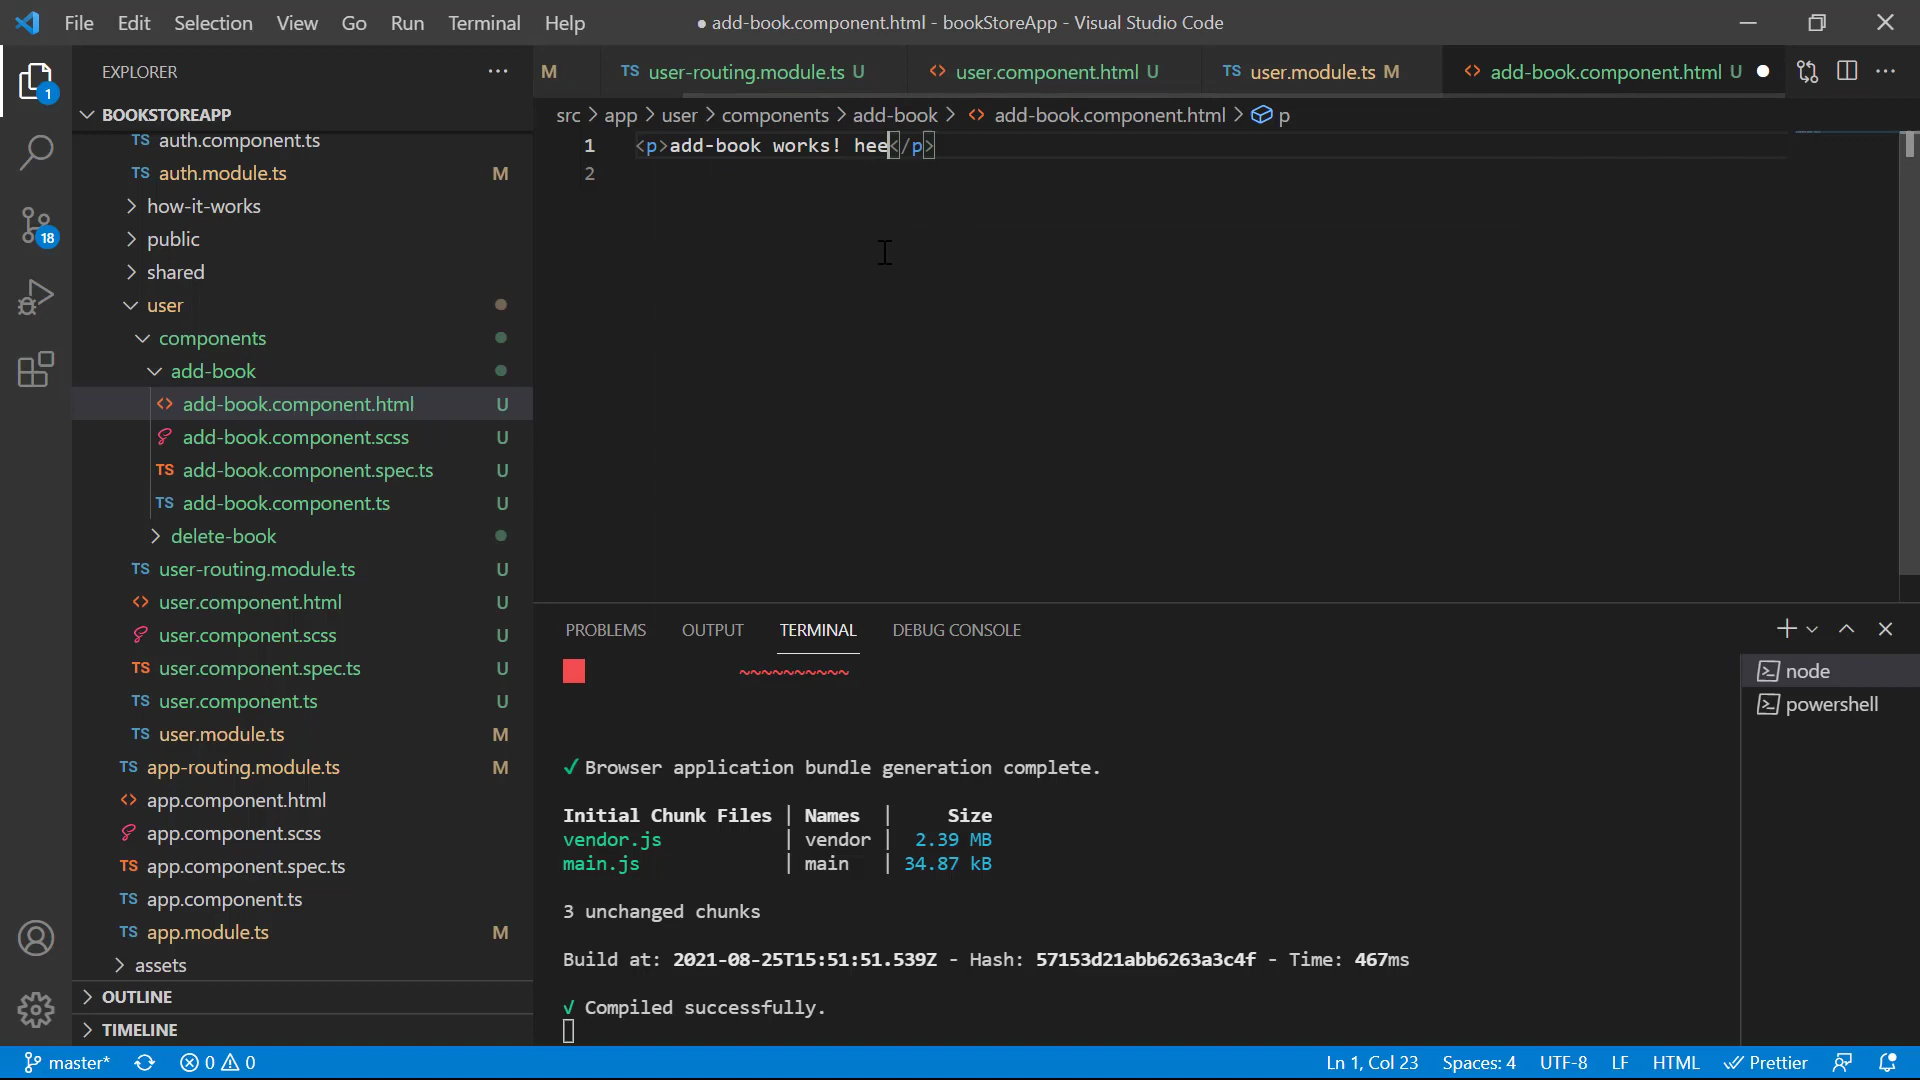 File Edit Selection View Go Run Terminal Help
● add-book.component.html - bookStoreApp - Visual Studio Code
EXPLORER
1
18
BOOKSTOREAPP
TS auth.component.ts
TS auth.module.ts M
how-it-works
public
shared
user
components
add-book
<> add-book.component.html U
add-book.component.scss U
TS add-book.component.spec.ts U
TS add-book.component.ts U
delete-book
TS user-routing.module.ts U
<> user.component.html U
user.component.scss U
TS user.component.spec.ts U
TS user.component.ts U
TS user.module.ts M
TS app-routing.module.ts M
<> app.component.html
app.component.scss
TS app.component.spec.ts
TS app.component.ts
TS app.module.ts M
assets
OUTLINE
TIMELINE
M TS user-routing.module.ts U <> user.component.html U TS user.module.ts M <> add-book.component.html U ●
src > app > user > components > add-book > <> add-book.component.html > p
1 <p>add-book works! hee</p>
2
PROBLEMS OUTPUT TERMINAL DEBUG CONSOLE
~~~~~~~~~~
✓ Browser application bundle generation complete.
Initial Chunk Files | Names | Size
vendor.js | vendor | 2.39 MB
main.js | main | 34.87 kB
3 unchanged chunks
Build at: 2021-08-25T15:51:51.539Z - Hash: 57153d21abb6263a3c4f - Time: 467ms
√ Compiled successfully.
node
powershell
master* 0 0 Ln 1, Col 23 Spaces: 4 UTF-8 LF HTML Prettier